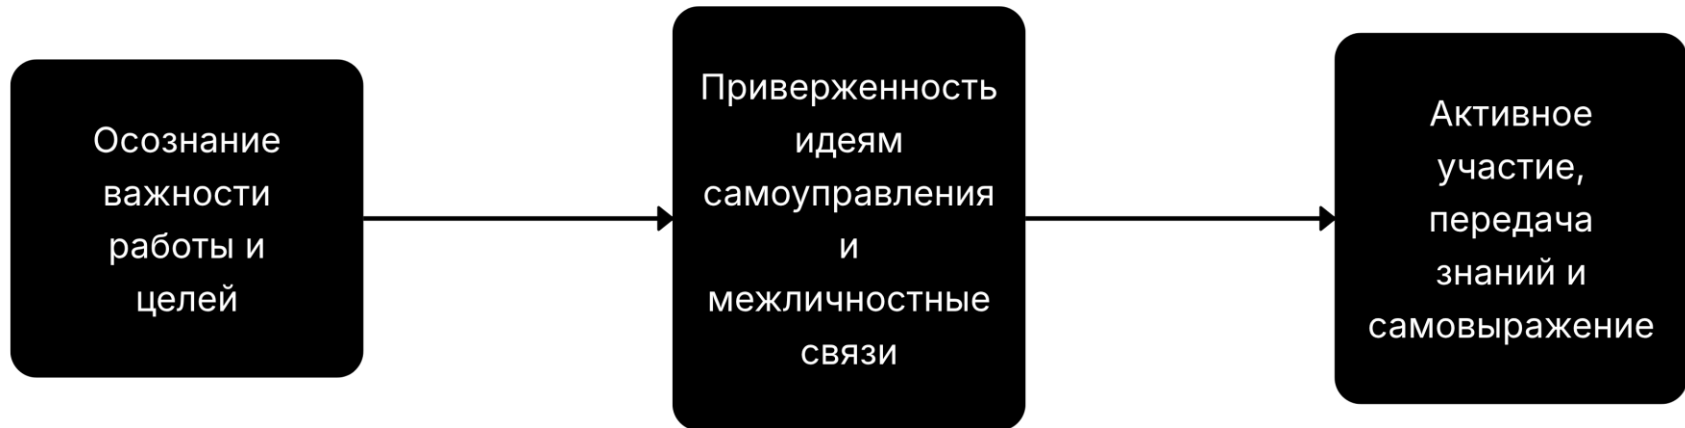 Осознание
важности
работы и
целей
Приверженность
идеям
самоуправления
и
межличностные
связи
Активное
участие,
передача
знаний и
самовыражение